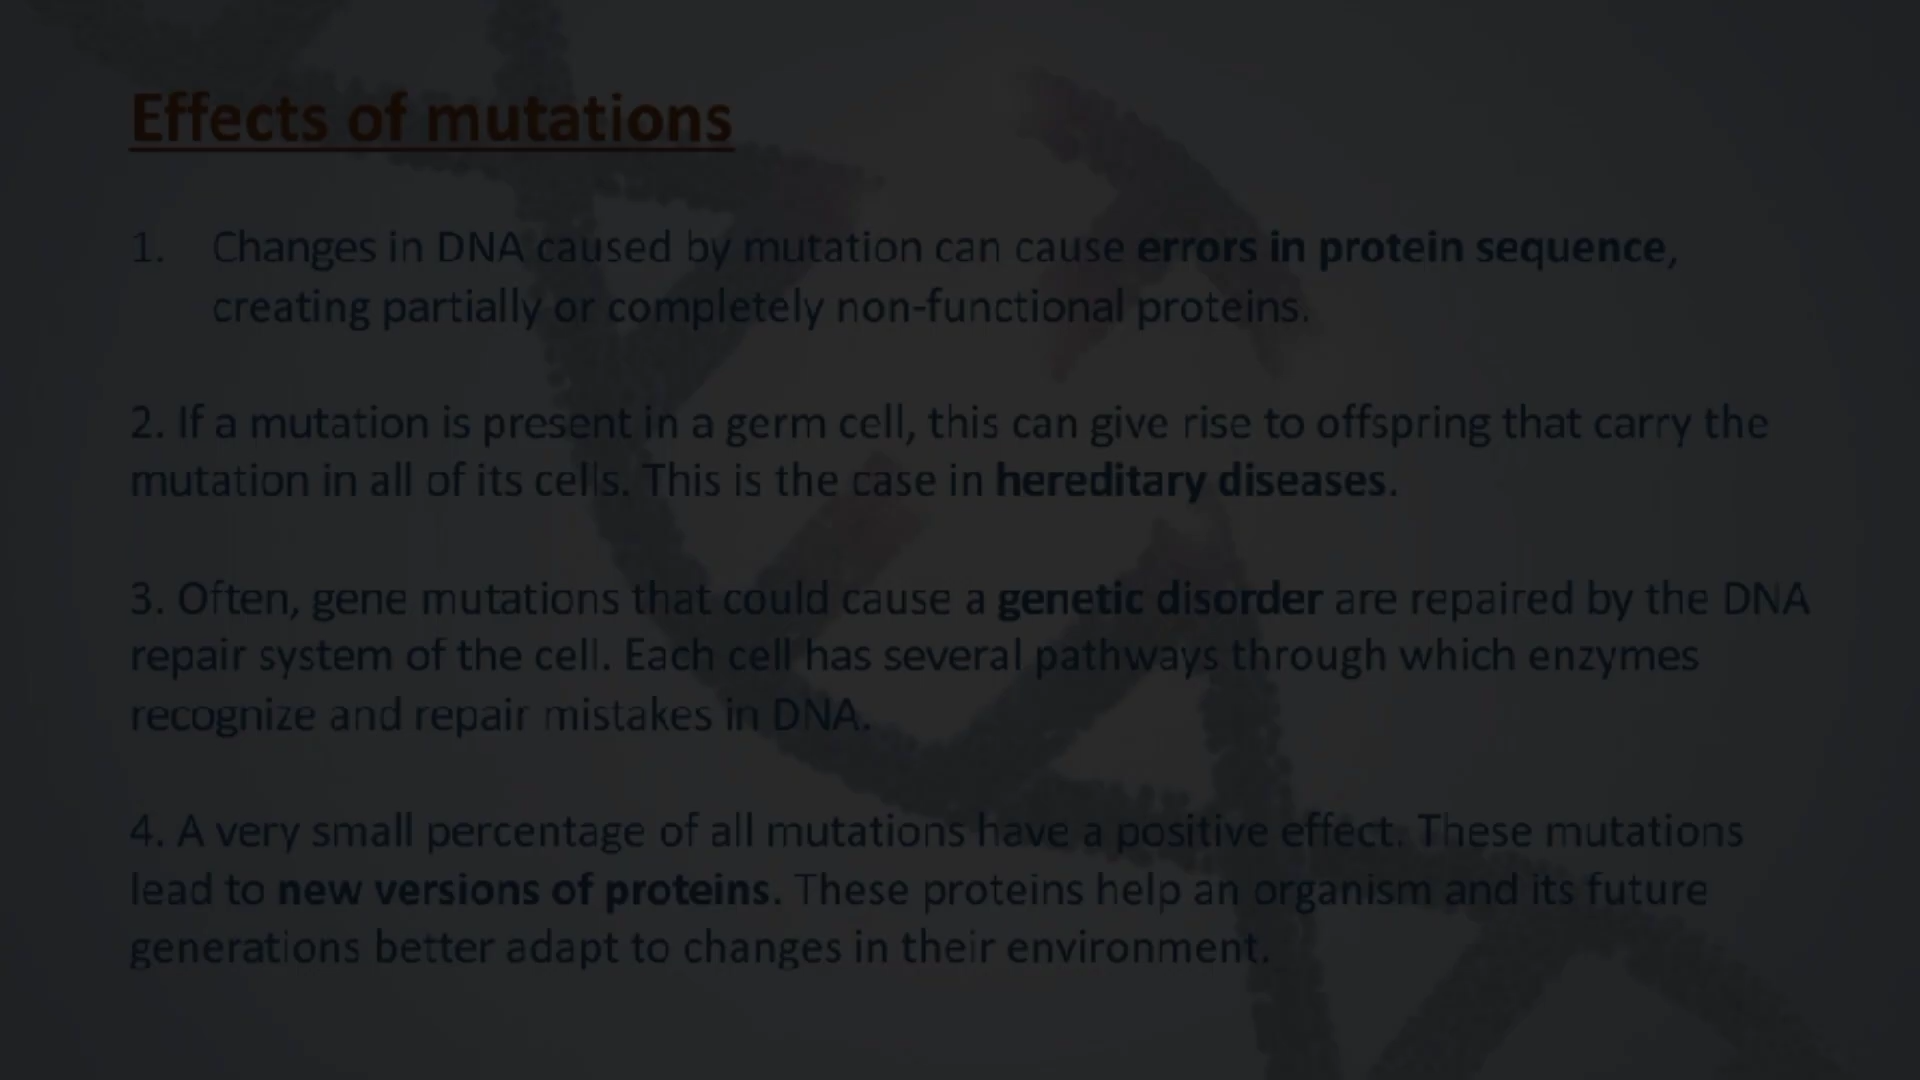 Effects of mutations
1. Changes in DNA caused by mutation can cause errors in protein sequence,
creating partially or completely non-functional proteins.
2. If a mutation is present in a germ cell, this can give rise to offspring that carry the
mutation in all of its cells. This is the case in hereditary diseases.
3. Often, gene mutations that could cause a genetic disorder are repaired by the DNA
repair system of the cell. Each cell has several pathways through which enzymes
recognize and repair mistakes in DNA.
4. A very small percentage of all mutations have a positive effect. These mutations
lead to new versions of proteins. These proteins help an organism and its future
generations better adapt to changes in their environment.